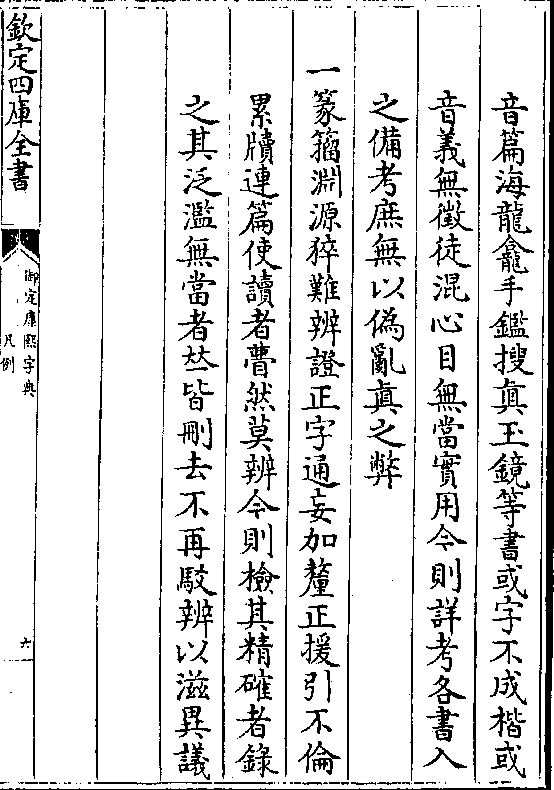 音篇海龍龕手鑑搜眞玉鏡等書或字不成楷或
音義無徵徒混心目無當實用今則詳考各書入
之備考庶無以僞亂眞之弊
一篆籀淵源猝難辨證正字通妄加釐正援引不倫
累牘連篇使讀者瞢然莫辨今則檢其精確者錄
之其泛濫無當者𠀤皆刪去不再駁辨以滋異議
欽定四庫全書
御定康熙字典
凡例
六